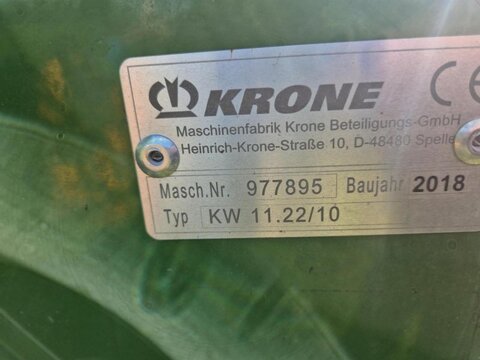 KRONE
CE
Maschinenfabrik Krone Beteiligungs-GmbH
Heinrich-Krone-Straße 10, D-48480 Spelle
Masch.Nr. 977895 Baujahr 2018
Typ KW 11.22/10